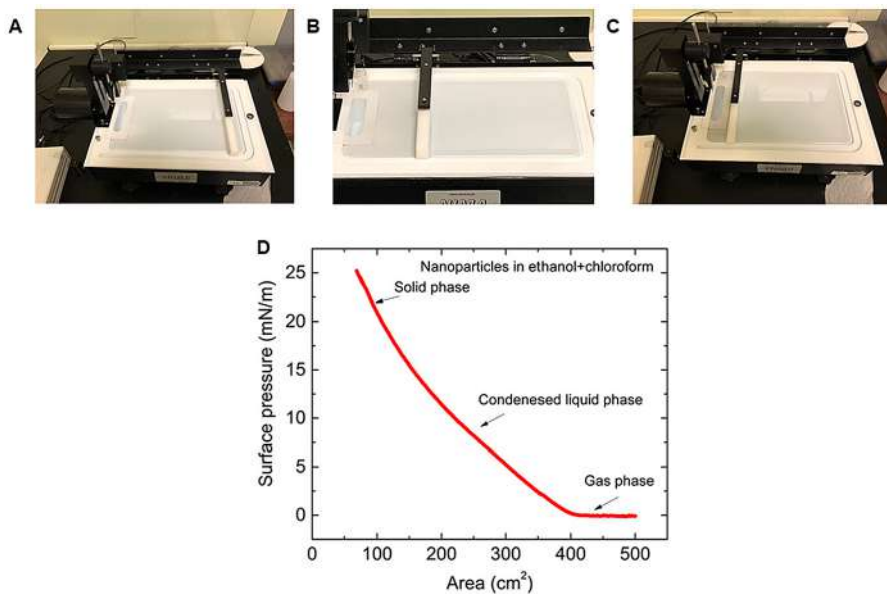 A
B
C
D
Nanoparticles in ethanol+chloroform
Solid phase
Condenesed liquid phase
Gas phase
Surface pressure (mN/m)
25
20
15
10
5
0
0 100 200 300 400 500
Area (cm²)